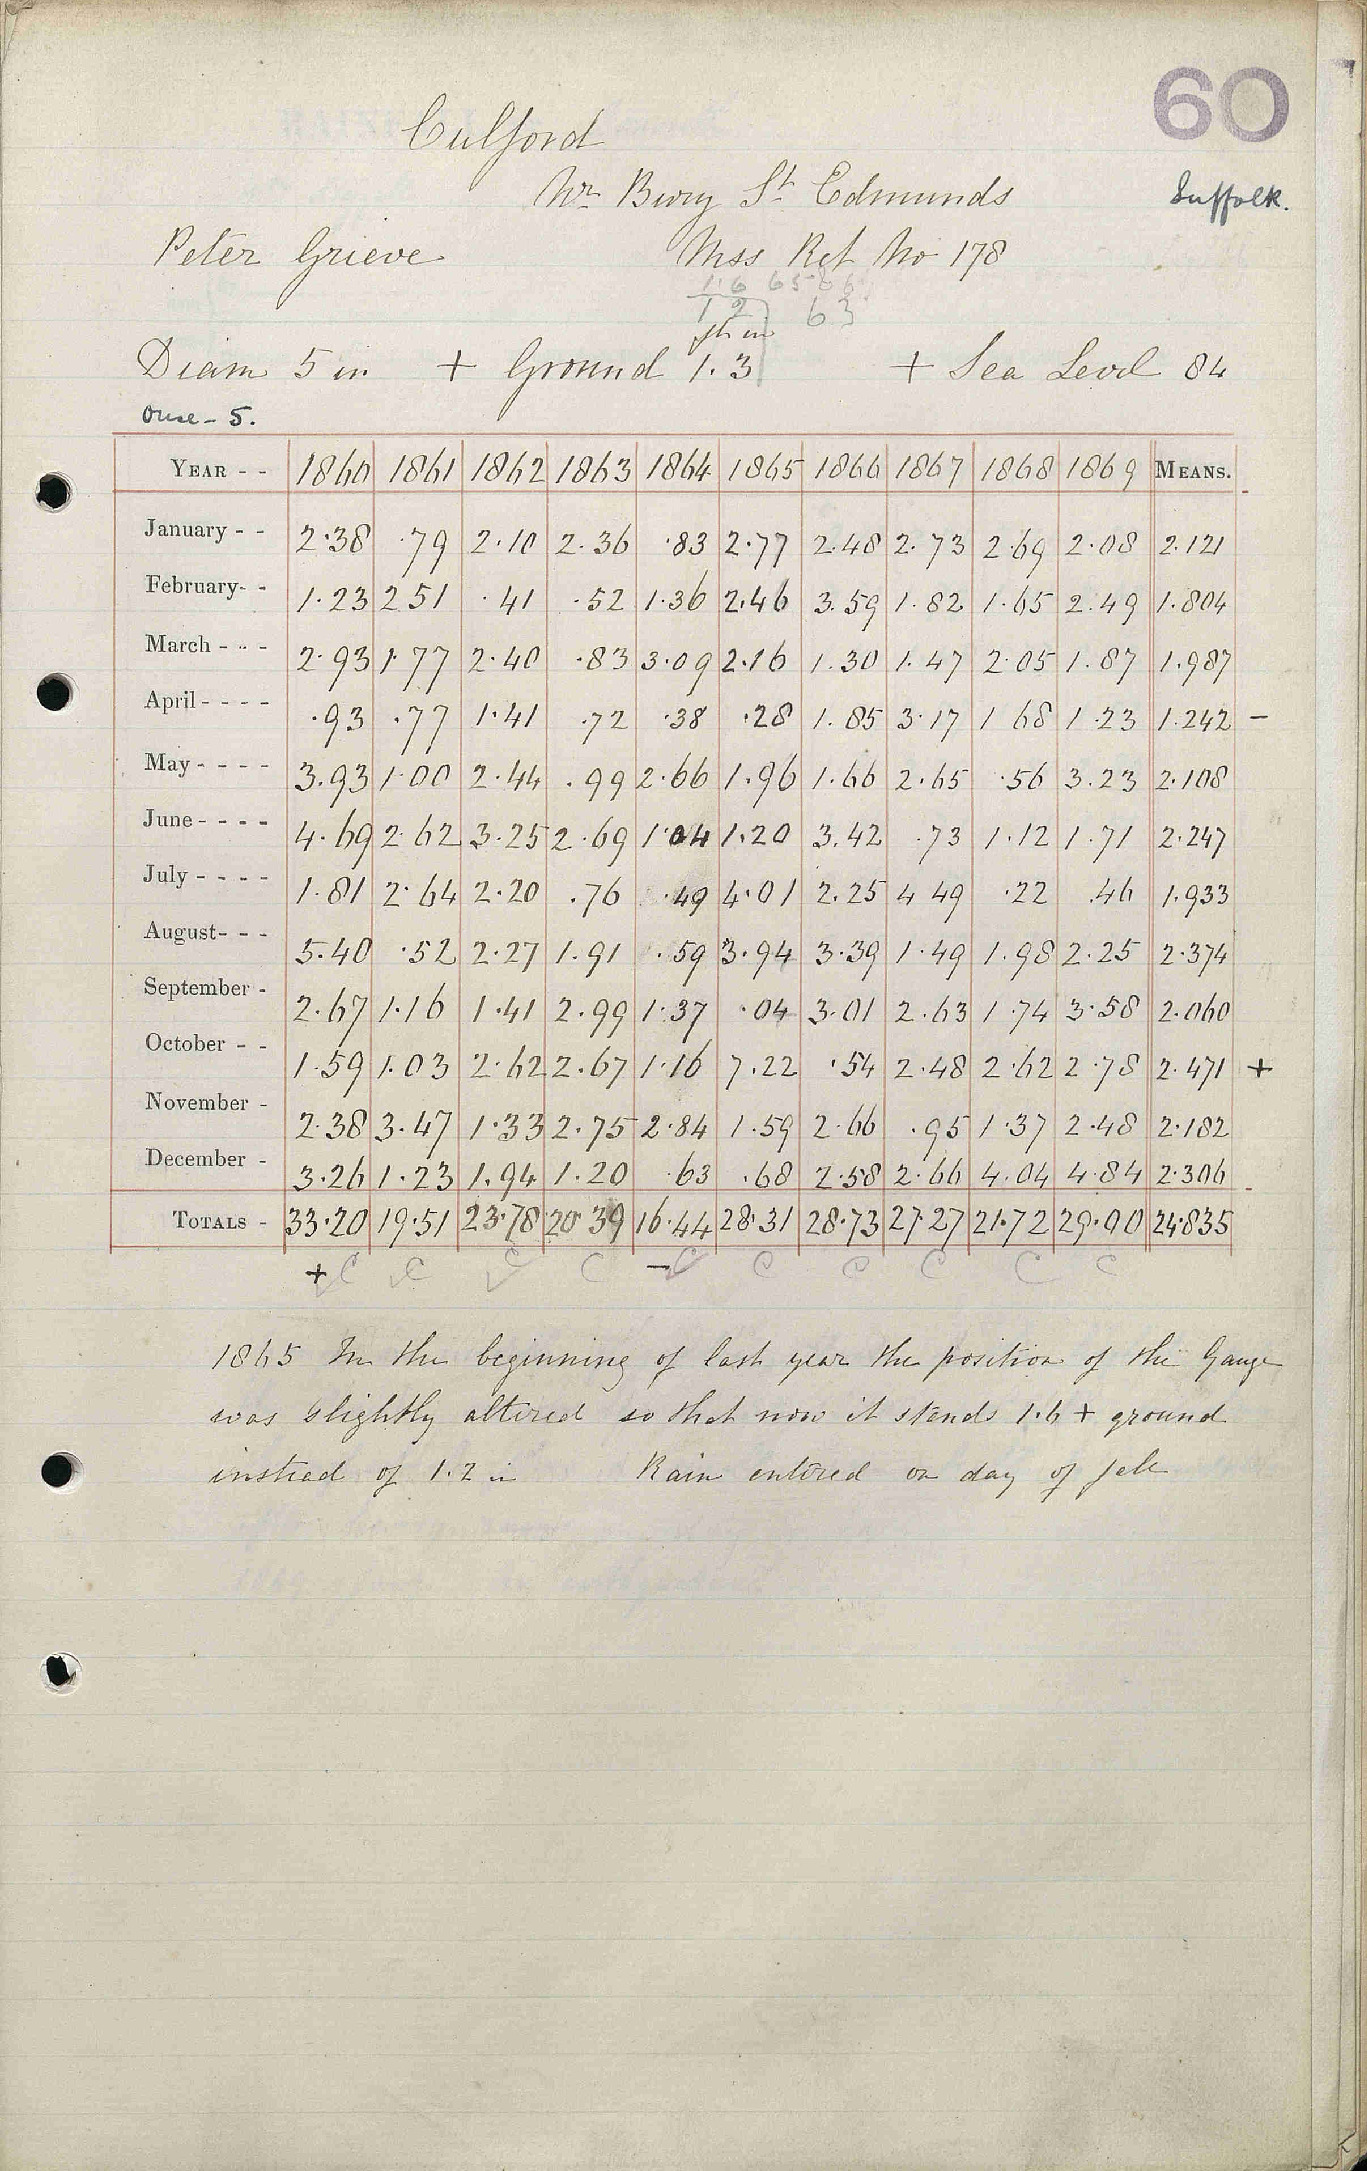 60
Culford
Nr Bury St Edmunds
Suffolk.
Peter Grieve Mss Ref No 178
1.6 65 & 66
1 2 63
ft in
Diam 5 in + Ground 1.3 + Sea Level 84
Ouse - 5.
YEAR - - 1860 1861 1862 1863 1864 1865 1866 1867 1868 1869 MEANS.
January - - 2.38 .79 2.10 2.36 .83 2.77 2.48 2.73 2.69 2.08 2.121
February- - 1.23 2 51 .41 .52 1.36 2.46 3.59 1.82 1.65 2.49 1.804
March - - - 2.93 1.77 2.40 .83 3.09 2.16 1.30 1.47 2.05 1.87 1.987
April - - - - .93 .77 1.41 .72 .38 .28 1.85 3.17 1 68 1.23 1.242 -
May - - - - 3.93 1.00 2.44 .99 2.66 1.96 1.66 2.65 .56 3.23 2.108
June - - - - 4.69 2.62 3.25 2.69 1.04 1.20 3.42 .73 1.12 1.71 2.247
July - - - - 1.81 2.64 2.20 .76 .49 4.01 2.25 4 49 .22 .46 1.933
August- - - 5.40 .52 2.27 1.91 .59 3.94 3.39 1.49 1.98 2.25 2.374
September - 2.67 1.16 1.41 2.99 1.37 .04 3.01 2.63 1.74 3.58 2.060
October - - 1.59 1.03 2.62 2.67 1.16 7.22 .54 2.48 2.62 2.78 2.471 +
November - 2.38 3.47 1.33 2.75 2.84 1.59 2.66 .95 1.37 2.48 2.182
December - 3.26 1.23 1.94 1.20 .63 .68 2.58 2.66 4.04 4.84 2.306
TOTALS - 33.20 19.51 23.78 20.39 16.44 28.31 28.73 27.27 21.72 29.00 24.835
+ C C C C - C C C C C C
1865 In the beginning of last year the position of the Gauge
was slightly altered so that now it stands 1.6 + ground
instead of 1.2 in Rain entered on day of fall